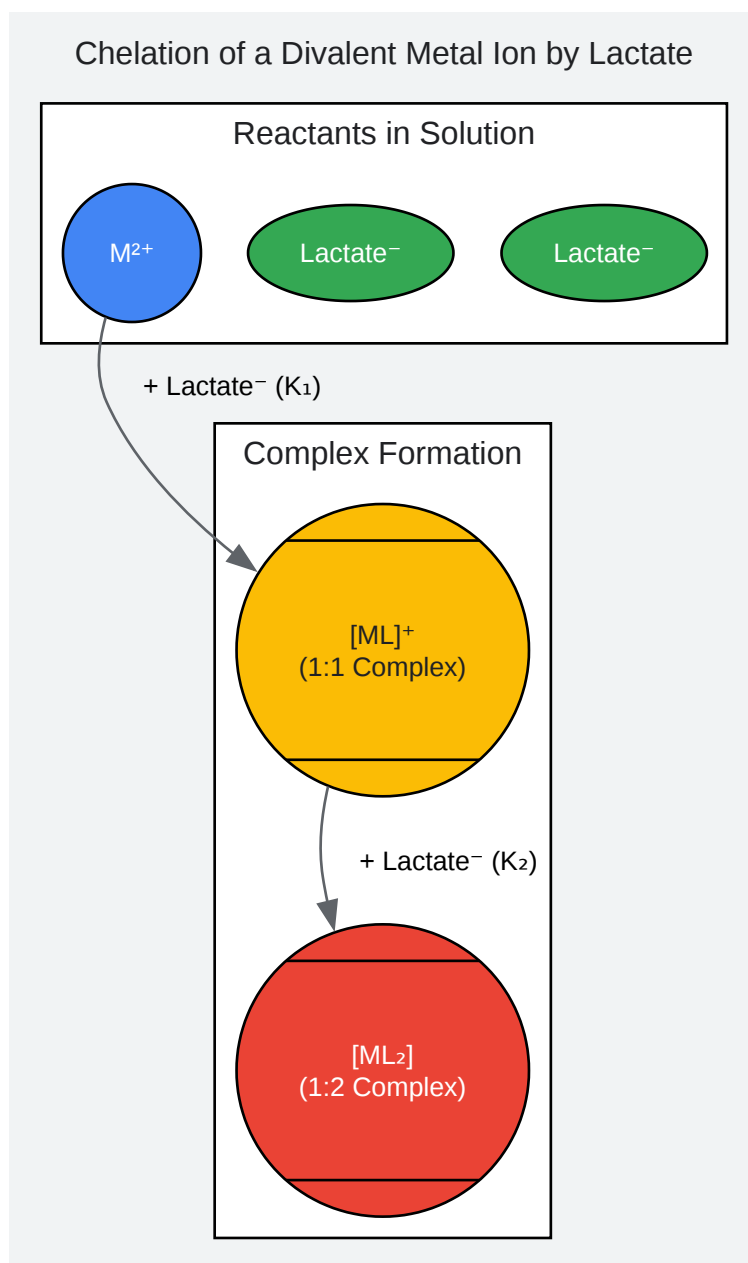 Chelation of a Divalent Metal Ion by Lactate
Reactants in Solution
M²⁺
Lactate⁻
Lactate⁻
+ Lactate⁻ (K₁)
Complex Formation
[ML]⁺
(1:1 Complex)
+ Lactate⁻ (K₂)
[ML₂]
(1:2 Complex)